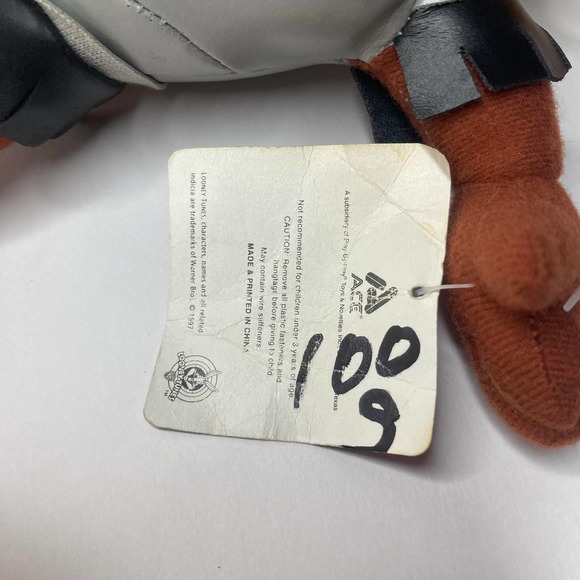 ACE
A subsidiary of Play-By-Play Toys & Novelties
Texas
Not recommended for children under 3 years of age
CAUTION: Remove all plastic fasteners and
hangtags before giving to child.
May contain wire stiffeners.
MADE & PRINTED IN CHINA
LOONEY TUNES, characters, names and all related
indicia are trademarks of Warner Bros. © 1997
100